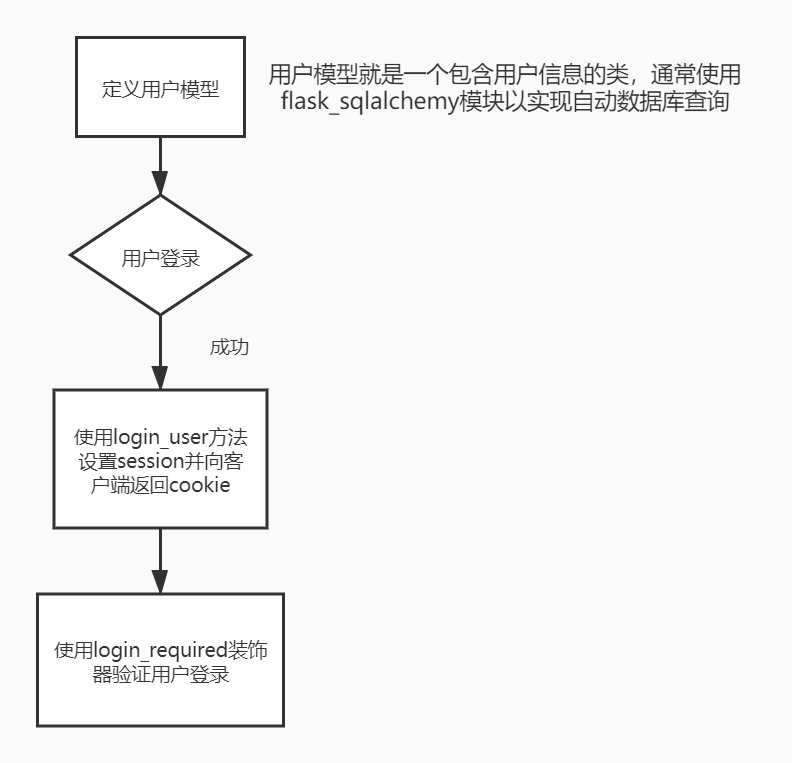 定义用户模型
用户模型就是一个包含用户信息的类，通常使用
flask_sqlalchemy模块以实现自动数据库查询
用户登录
成功
使用login_user方法
设置session并向客
户端返回cookie
使用login_required装饰
器验证用户登录